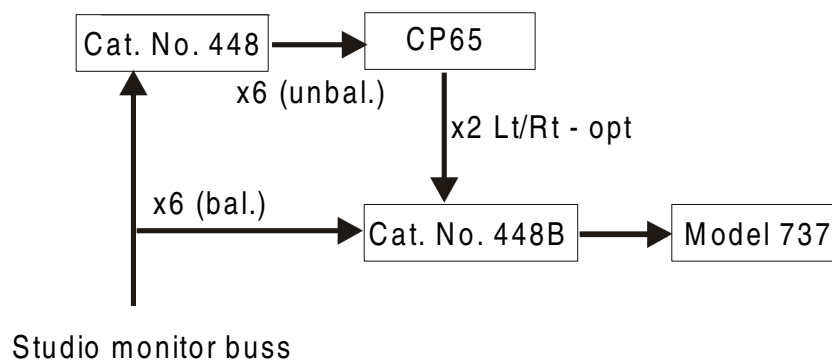 Cat. No. 448
CP65
x6 (unbal.)
x2 Lt/Rt - opt
x6 (bal.)
Cat. No. 448B
Model 737
Studio monitor buss